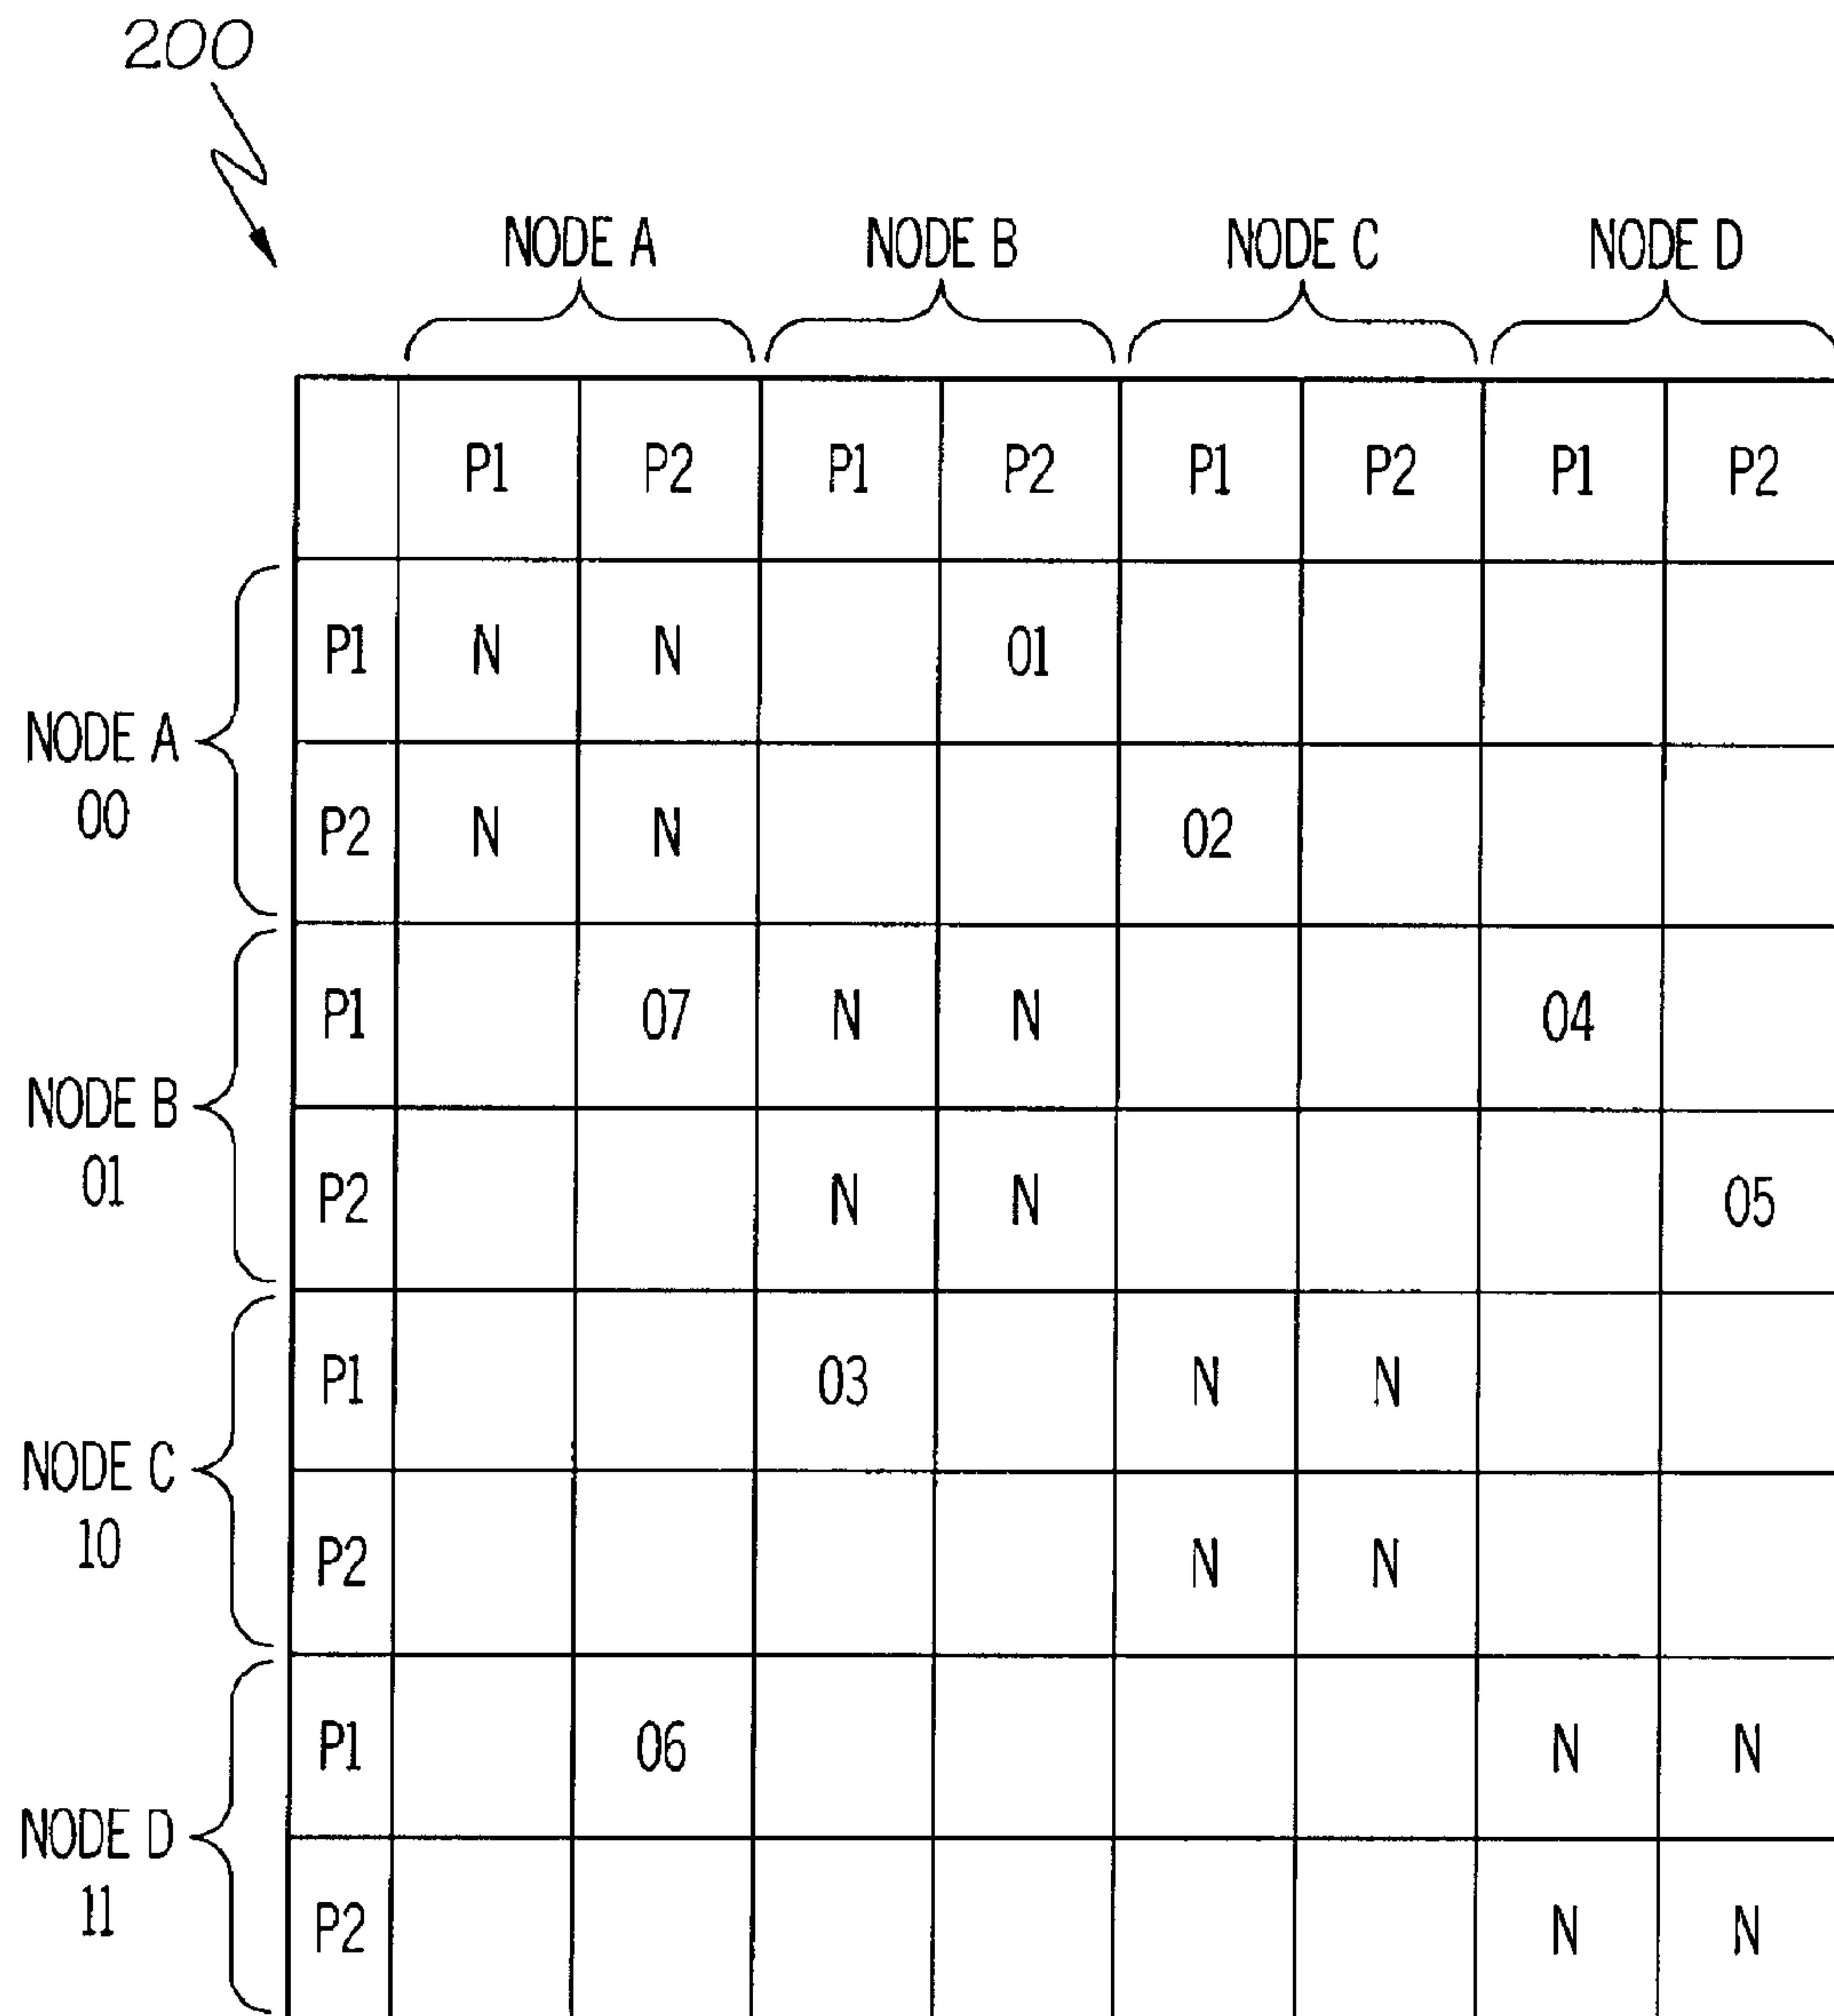 200
NODE A NODE B NODE C NODE D
P1 P2 P1 P2 P1 P2 P1 P2
NODE A
00
P1 N N 01
P2 N N 02
NODE B
01
P1 07 N N 04
P2 N N 05
NODE C
10
P1 03 N N
P2 N N
NODE D
11
P1 06 N N
P2 N N